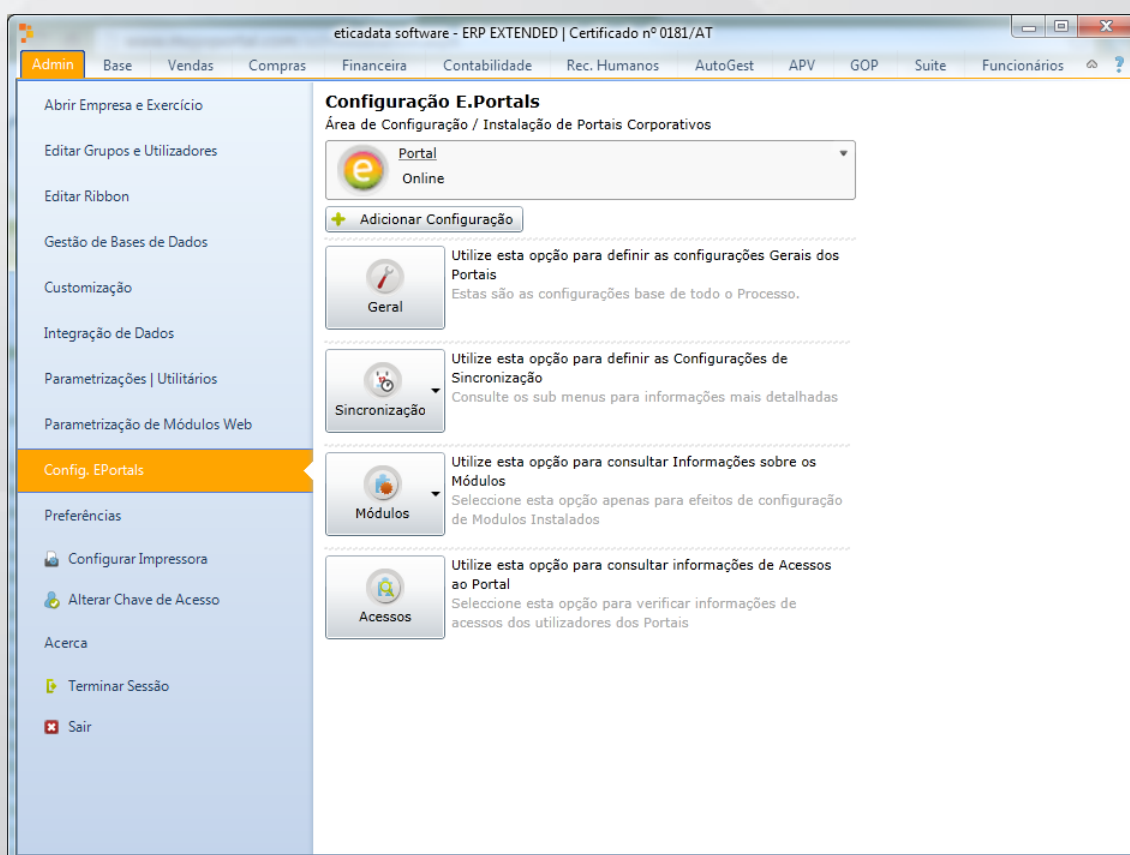 eticadata software - ERP EXTENDED | Certificado nº 0181/AT
Admin Base Vendas Compras Financeira Contabilidade Rec. Humanos AutoGest APV GOP Suite Funcionários ?
Abrir Empresa e Exercício
Editar Grupos e Utilizadores
Editar Ribbon
Gestão de Bases de Dados
Customização
Integração de Dados
Parametrizações | Utilitários
Parametrização de Módulos Web
Config. EPortals
Preferências
Configurar Impressora
Alterar Chave de Acesso
Acerca
Terminar Sessão
Sair
Configuração E.Portals
Área de Configuração / Instalação de Portais Corporativos
e
Portal
Online
Adicionar Configuração
Geral
Utilize esta opção para definir as configurações Gerais dos
Portais
Estas são as configurações base de todo o Processo.
Sincronização
Utilize esta opção para definir as Configurações de
Sincronização
Consulte os sub menus para informações mais detalhadas
Módulos
Utilize esta opção para consultar Informações sobre os
Módulos
Seleccione esta opção apenas para efeitos de configuração
de Modulos Instalados
Acessos
Utilize esta opção para consultar informações de Acessos
ao Portal
Seleccione esta opção para verificar informações de
acessos dos utilizadores dos Portais